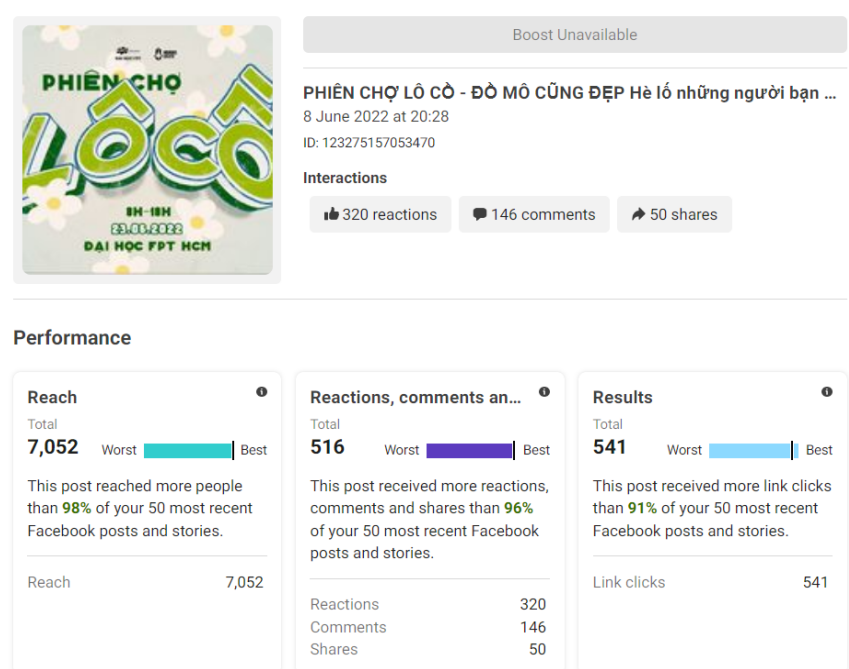 PHIÊN CHỢ
LÔ CỒ
8H-18H
23.06.2022
ĐẠI HỌC FPT HCM
Boost Unavailable
PHIÊN CHỢ LÔ CỒ - ĐỒ MÔ CŨNG ĐẸP Hè lố những người bạn ...
8 June 2022 at 20:28
ID: 123275157053470
Interactions
320 reactions
146 comments
50 shares
Performance
Reach
Total
7,052
Worst
Best
This post reached more people
than 98% of your 50 most recent
Facebook posts and stories.
Reach
7,052
Reactions, comments an...
Total
516
Worst
Best
This post received more reactions,
comments and shares than 96%
of your 50 most recent Facebook
posts and stories.
Reactions
320
Comments
146
Shares
50
Results
Total
541
Worst
Best
This post received more link clicks
than 91% of your 50 most recent
Facebook posts and stories.
Link clicks
541